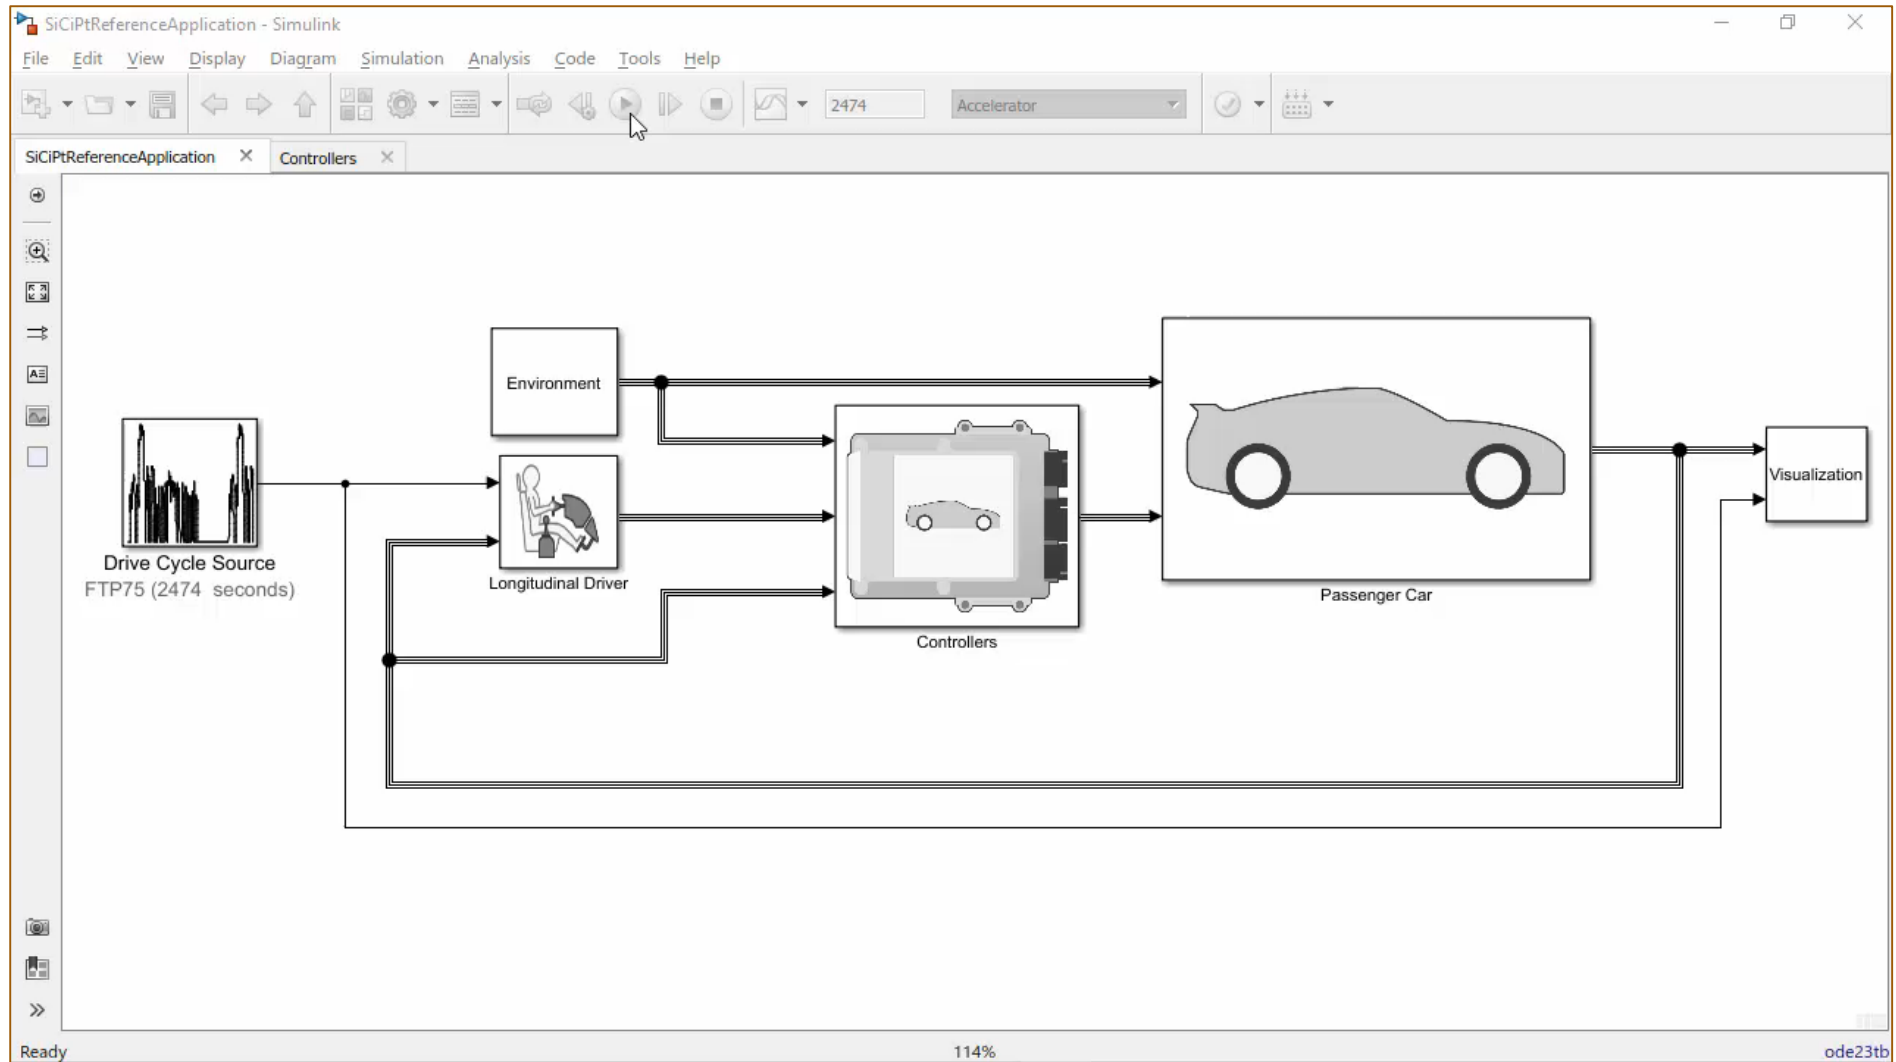 SiCiPtReferenceApplication - Simulink
File Edit View Display Diagram Simulation Analysis Code Tools Help
2474 Accelerator
SiCiPtReferenceApplication Controllers
Environment
Drive Cycle Source
FTP75 (2474 seconds)
Longitudinal Driver
Controllers
Passenger Car
Visualization
Ready 114% ode23tb